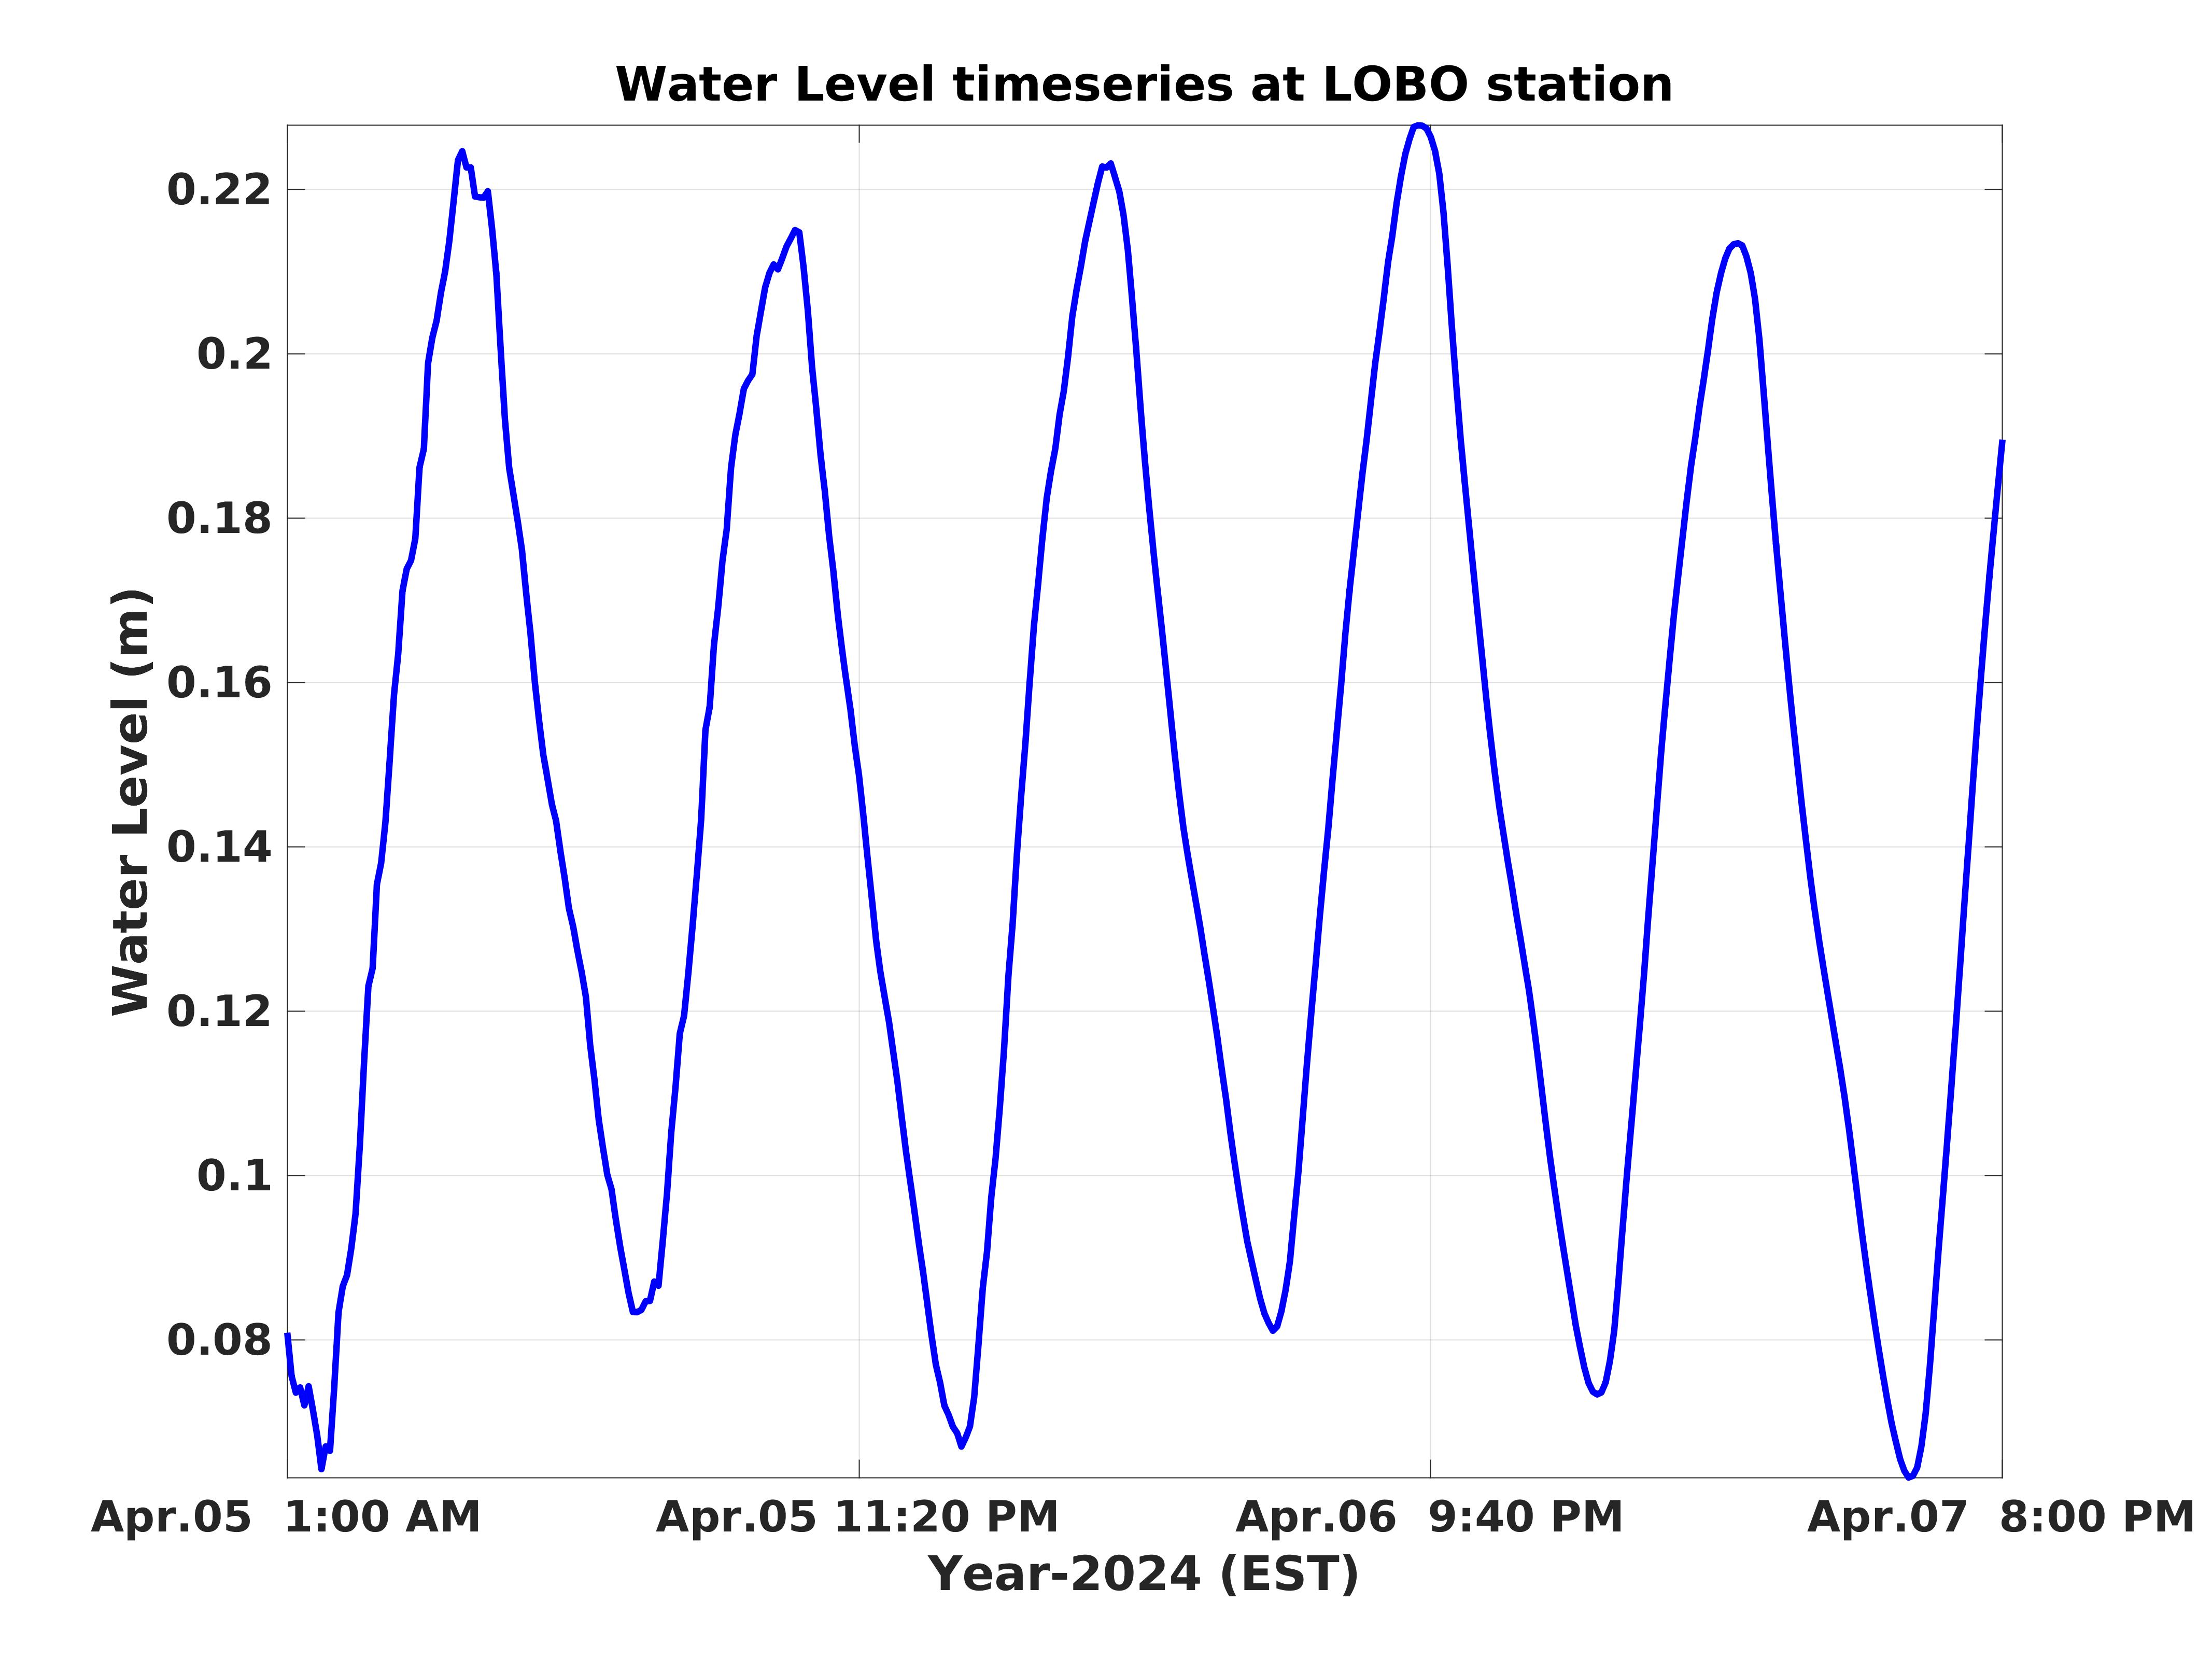 Water Level timeseries at LOBO station
Water Level (m)
0.22
0.2
0.18
0.16
0.14
0.12
0.1
0.08
Apr.05  1:00 AM
Apr.05 11:20 PM
Apr.06  9:40 PM
Apr.07  8:00 PM
Year-2024 (EST)